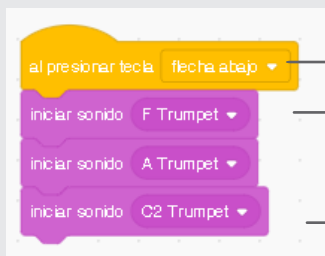 al presionar tecla flecha abajo
iniciar sonido F Trumpet
iniciar sonido A Trumpet
iniciar sonido C2 Trumpet